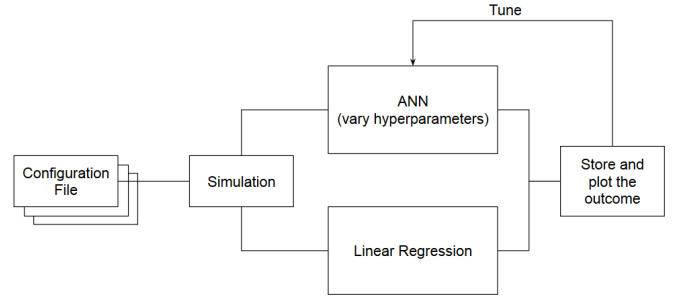 Tune
ANN
(vary hyperparameters)
Configuration
File
Simulation
Store and
plot the
outcome
Linear Regression